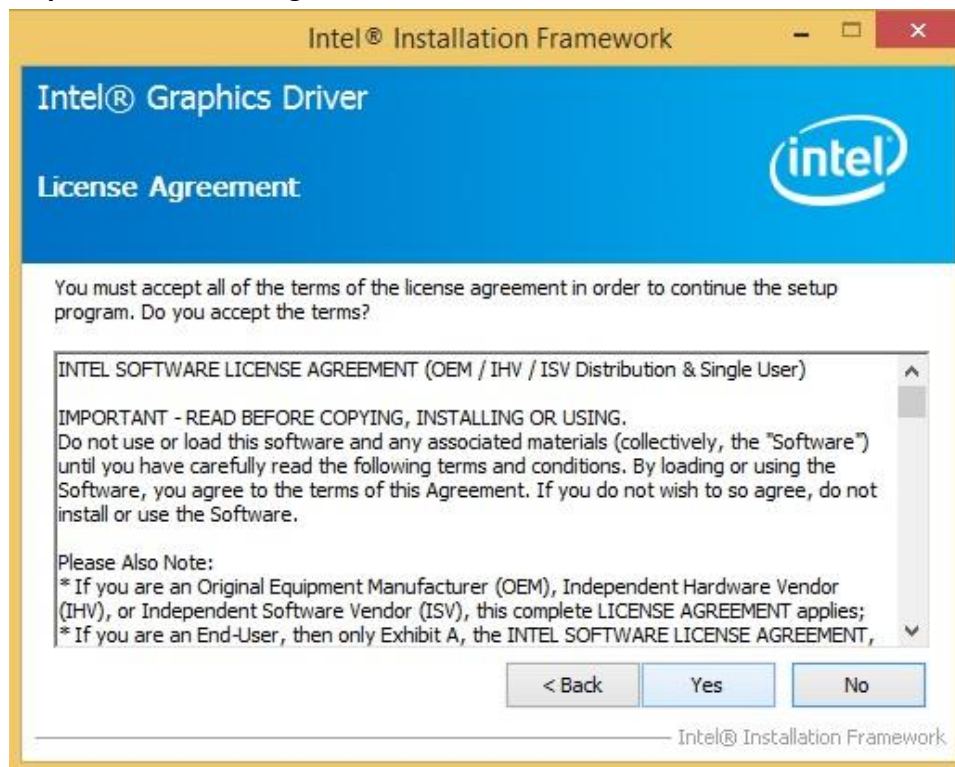 Intel® Installation Framework
Intel® Graphics Driver
intel®
License Agreement
You must accept all of the terms of the license agreement in order to continue the setup
program. Do you accept the terms?
INTEL SOFTWARE LICENSE AGREEMENT (OEM / IHV / ISV Distribution & Single User)
IMPORTANT - READ BEFORE COPYING, INSTALLING OR USING.
Do not use or load this software and any associated materials (collectively, the "Software")
until you have carefully read the following terms and conditions. By loading or using the
Software, you agree to the terms of this Agreement. If you do not wish to so agree, do not
install or use the Software.
Please Also Note:
* If you are an Original Equipment Manufacturer (OEM), Independent Hardware Vendor
(IHV), or Independent Software Vendor (ISV), this complete LICENSE AGREEMENT applies;
* If you are an End-User, then only Exhibit A, the INTEL SOFTWARE LICENSE AGREEMENT,
< Back Yes No
Intel® Installation Framework